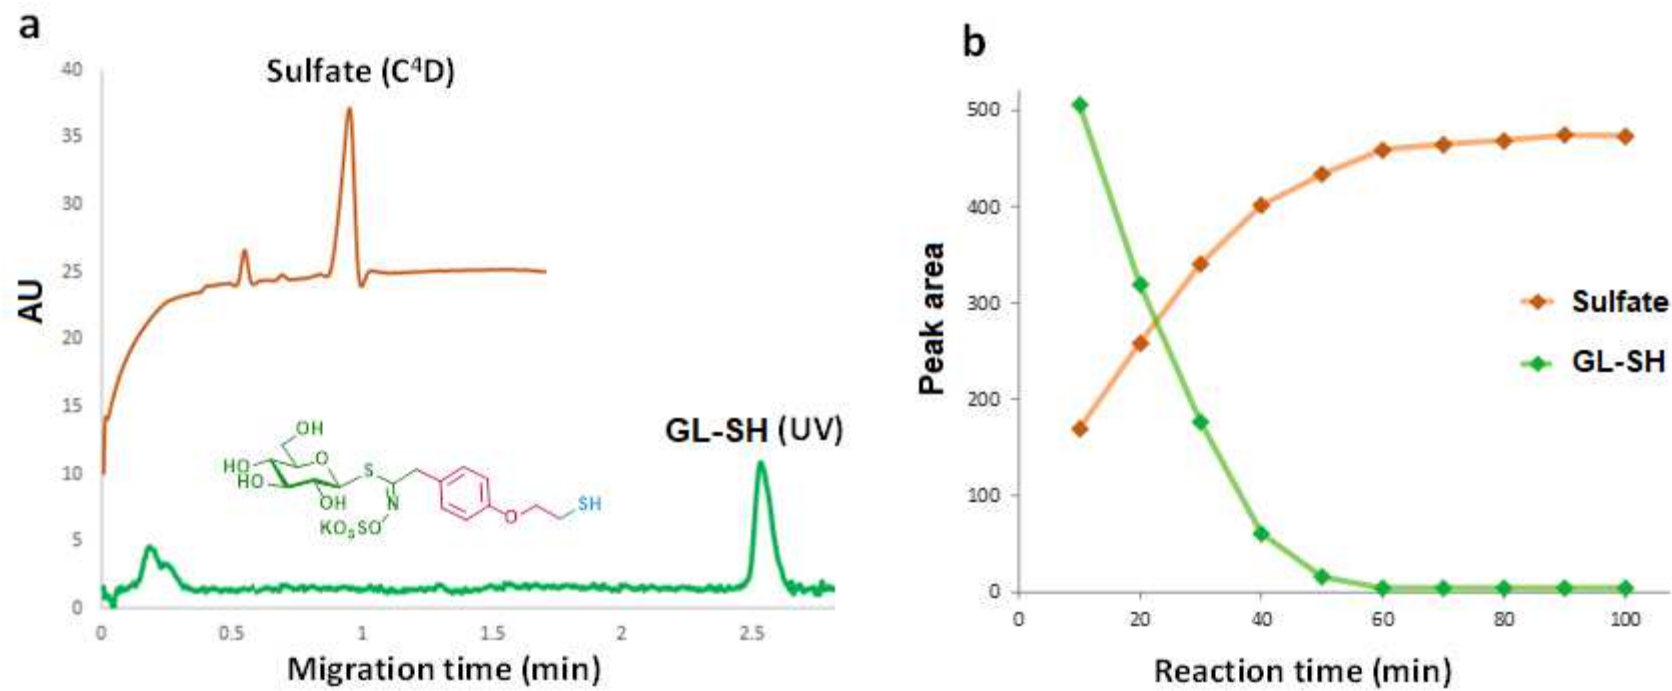 a
Sulfate (C⁴D)
40
35
30
25
20
15
10
5
0
AU
GL-SH (UV)
OH
HO
O
S
HO
OH
N
KO₃SO
O
SH
0
0.5
1
1.5
2
2.5
Migration time (min)
b
500
400
300
200
100
0
Peak area
Sulfate
GL-SH
0
20
40
60
80
100
Reaction time (min)